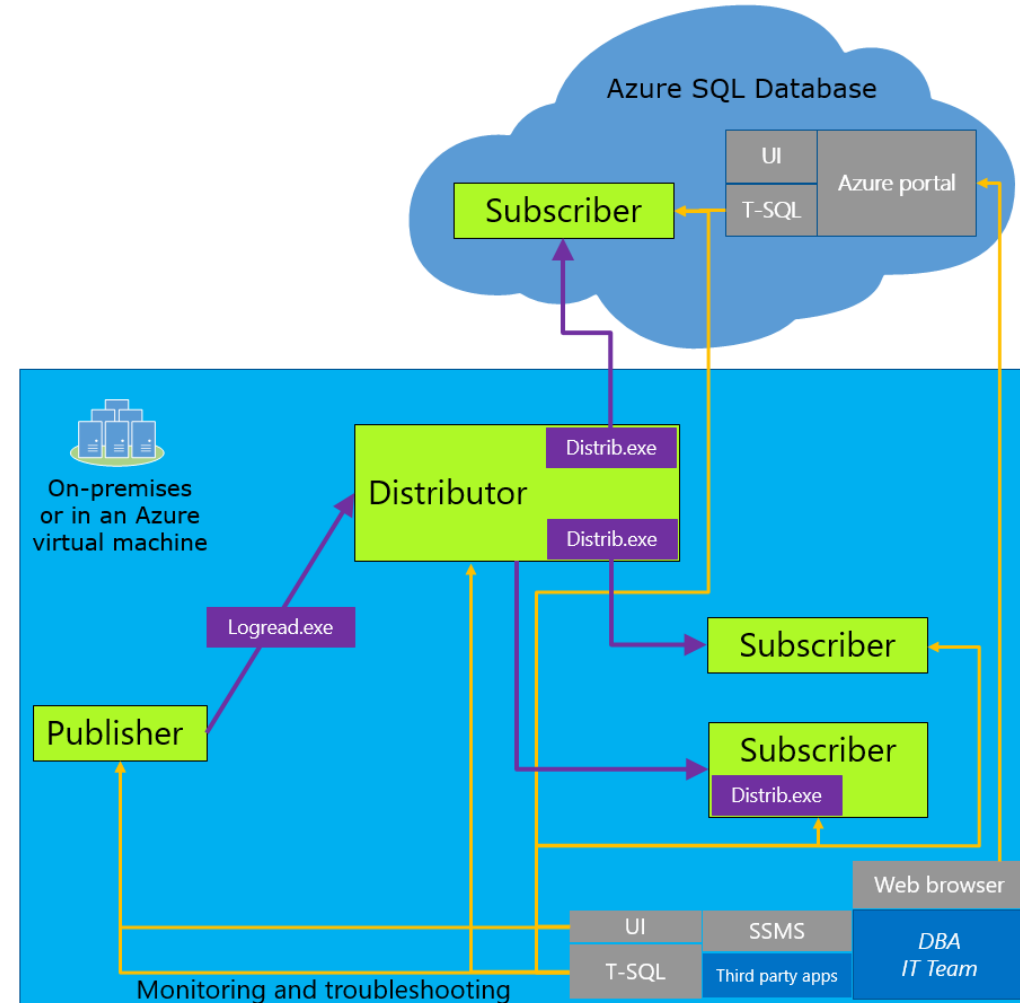 Azure SQL Database
UI
Azure portal
T-SQL
Subscriber
Distrib.exe
Distributor
Distrib.exe
On-premises
or in an Azure
virtual machine
Logread.exe
Subscriber
Publisher
Subscriber
Distrib.exe
Web browser
UI
SSMS
DBA
IT Team
T-SQL
Third party apps
Monitoring and troubleshooting